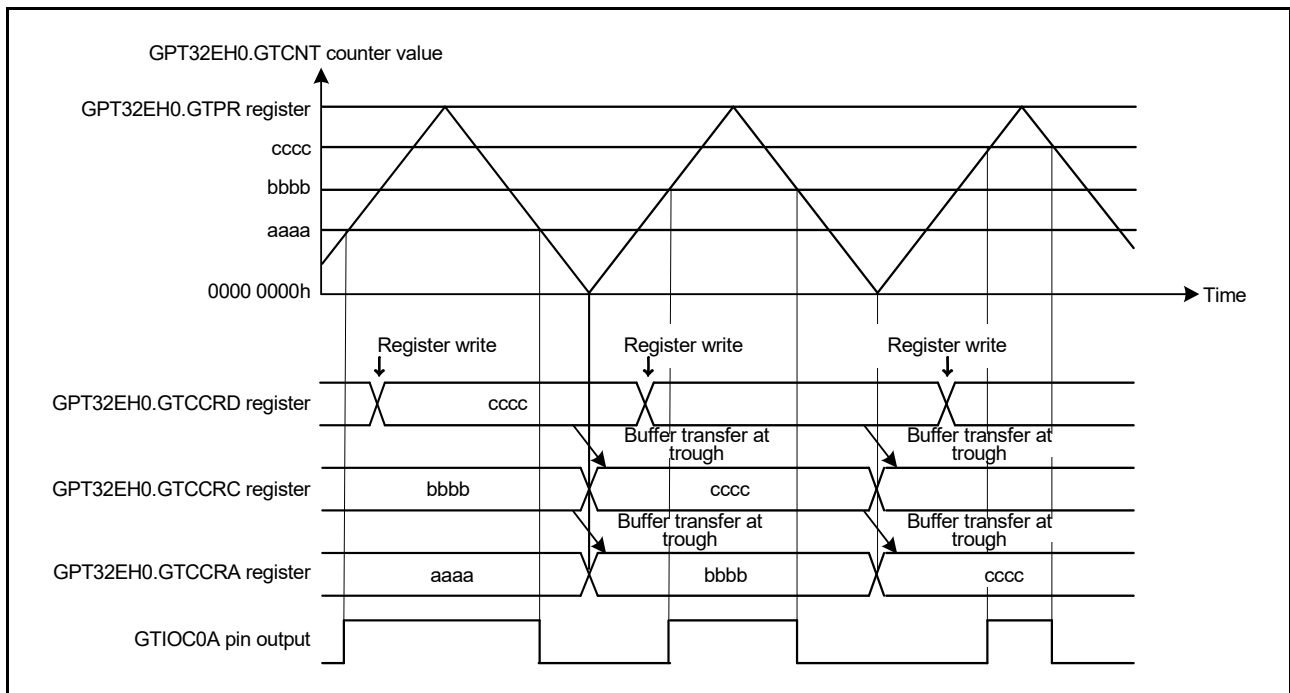 GPT32EH0.GTCNT counter value
GPT32EH0.GTPR register
cccc
bbbb
aaaa
0000 0000h
Time
Register write
Register write
Register write
GPT32EH0.GTCCRD register
cccc
Buffer transfer at
trough
Buffer transfer at
trough
GPT32EH0.GTCCRC register
bbbb
cccc
Buffer transfer at
trough
Buffer transfer at
trough
GPT32EH0.GTCCRA register
aaaa
bbbb
cccc
GTIOC0A pin output